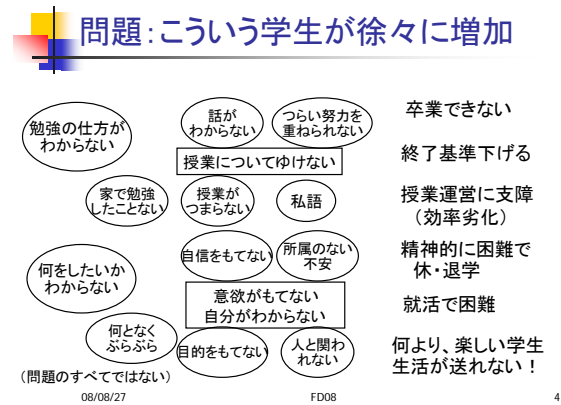 問題：こういう学生が徐々に増加
勉強の仕方が
わからない
話が
わからない
つらい努力を
重ねられない
卒業できない
授業についてゆけない
終了基準下げる
家で勉強
したことない
授業が
つまらない
私語
授業運営に支障
（効率劣化）
何をしたいか
わからない
自信をもてない
所属のない
不安
精神的に困難で
休・退学
意欲がもてない
自分がわからない
就活で困難
何となく
ぶらぶら
目的をもてない
人と関わ
れない
何より、楽しい学生
生活が送れない！
（問題のすべてではない）
08/08/27
FD08
4